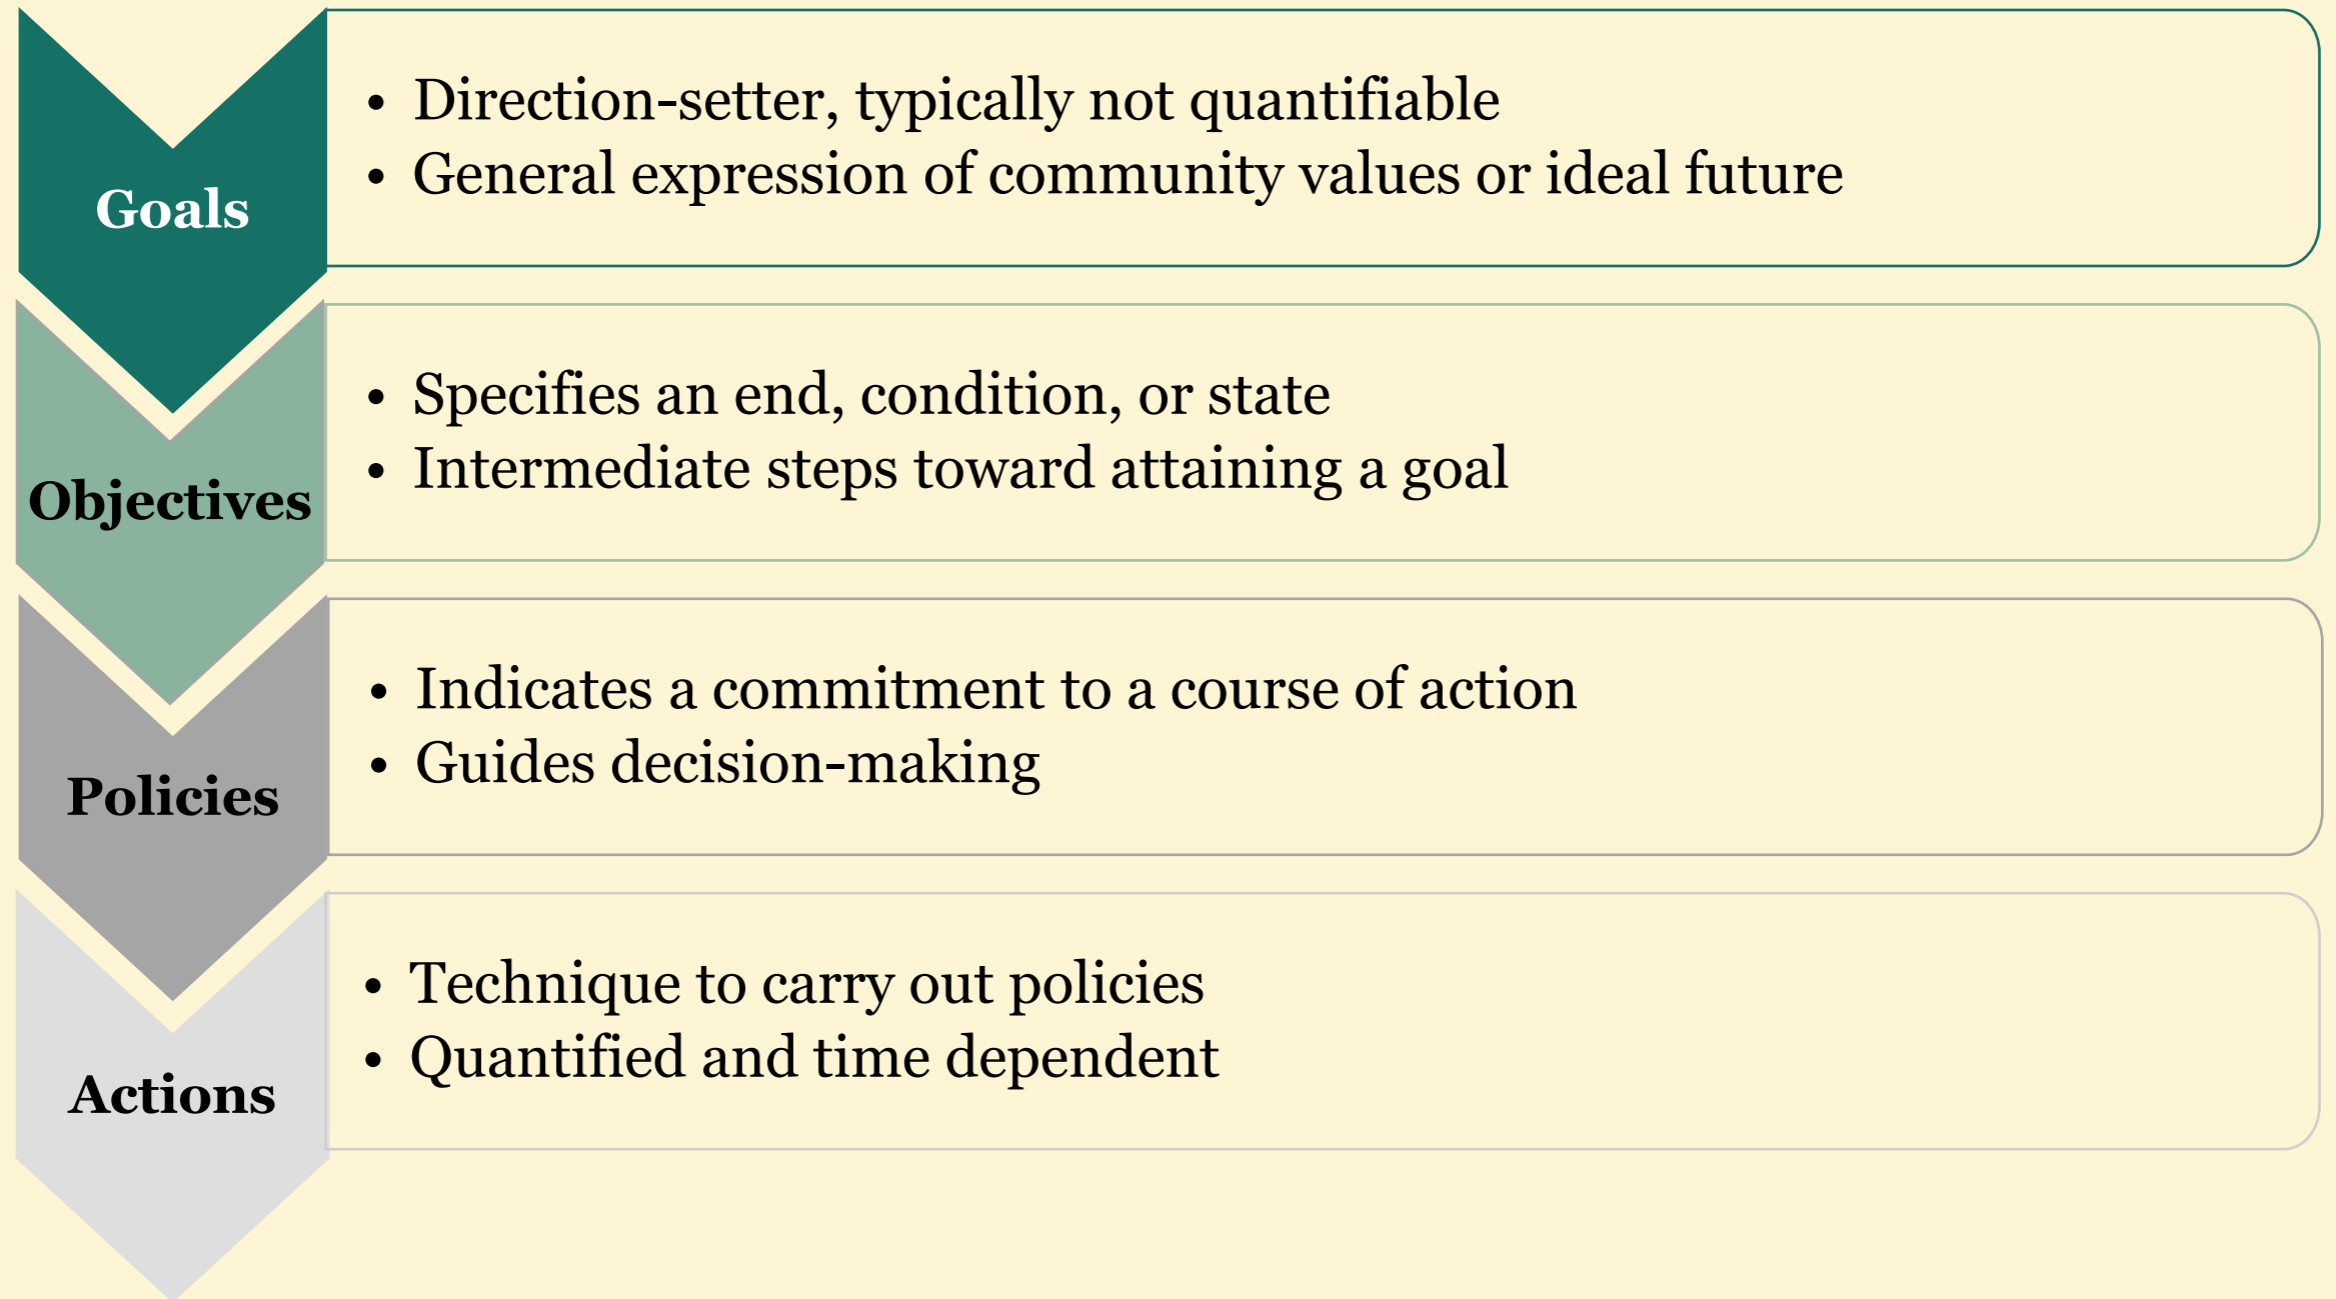 Goals
• Direction-setter, typically not quantifiable
• General expression of community values or ideal future
Objectives
• Specifies an end, condition, or state
• Intermediate steps toward attaining a goal
Policies
• Indicates a commitment to a course of action
• Guides decision-making
Actions
• Technique to carry out policies
• Quantified and time dependent